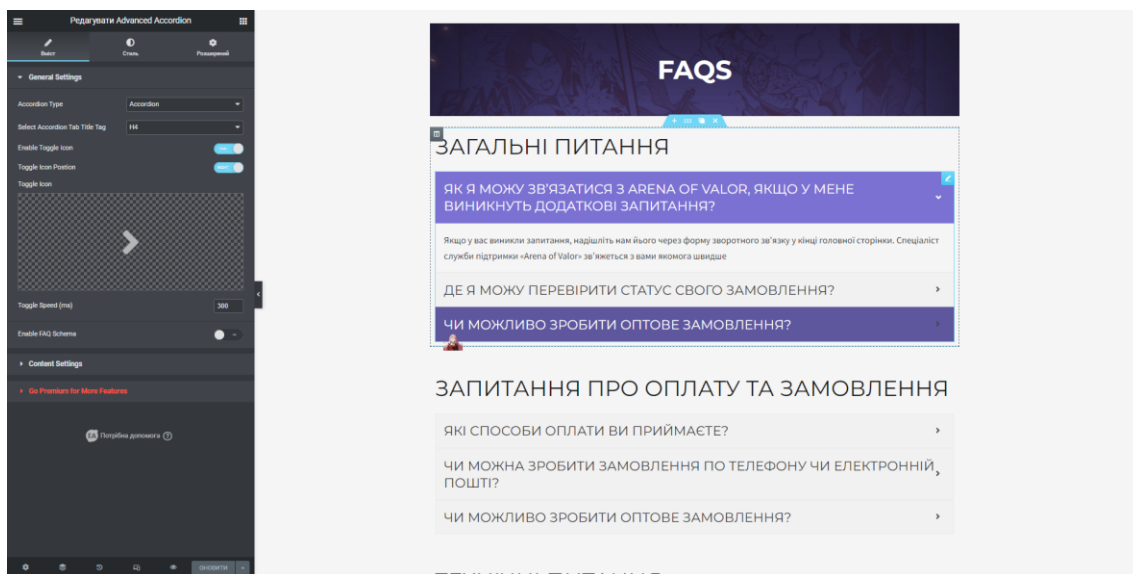 Редагувати Advanced Accordion
Вміст
Стиль
Розширений
General Settings
Accordion Type
Accordion
Select Accordion Tab Title Tag
H4
Enable Toggle Icon
Toggle Icon Postion
Toggle Icon
Toggle Speed (ms)
300
Enable FAQ Schema
Content Settings
Go Premium for More Features
EA Потрібна допомога ?
ОНОВИТИ
FAQS
ЗАГАЛЬНІ ПИТАННЯ
ЯК Я МОЖУ ЗВ'ЯЗАТИСЯ З ARENA OF VALOR, ЯКЩО У МЕНЕ
ВИНИКНУТЬ ДОДАТКОВІ ЗАПИТАННЯ?
Якщо у вас виникли запитання, надішліть нам його через форму зворотного зв'язку у кінці головної сторінки. Спеціаліст
служби підтримки «Arena of Valor» зв'яжеться з вами якомога швидше
ДЕ Я МОЖУ ПЕРЕВІРИТИ СТАТУС СВОГО ЗАМОВЛЕННЯ?
ЧИ МОЖЛИВО ЗРОБИТИ ОПТОВЕ ЗАМОВЛЕННЯ?
ЗАПИТАННЯ ПРО ОПЛАТУ ТА ЗАМОВЛЕННЯ
ЯКІ СПОСОБИ ОПЛАТИ ВИ ПРИЙМАЄТЕ?
ЧИ МОЖНА ЗРОБИТИ ЗАМОВЛЕННЯ ПО ТЕЛЕФОНУ ЧИ ЕЛЕКТРОННІЙ
ПОШТІ?
ЧИ МОЖЛИВО ЗРОБИТИ ОПТОВЕ ЗАМОВЛЕННЯ?